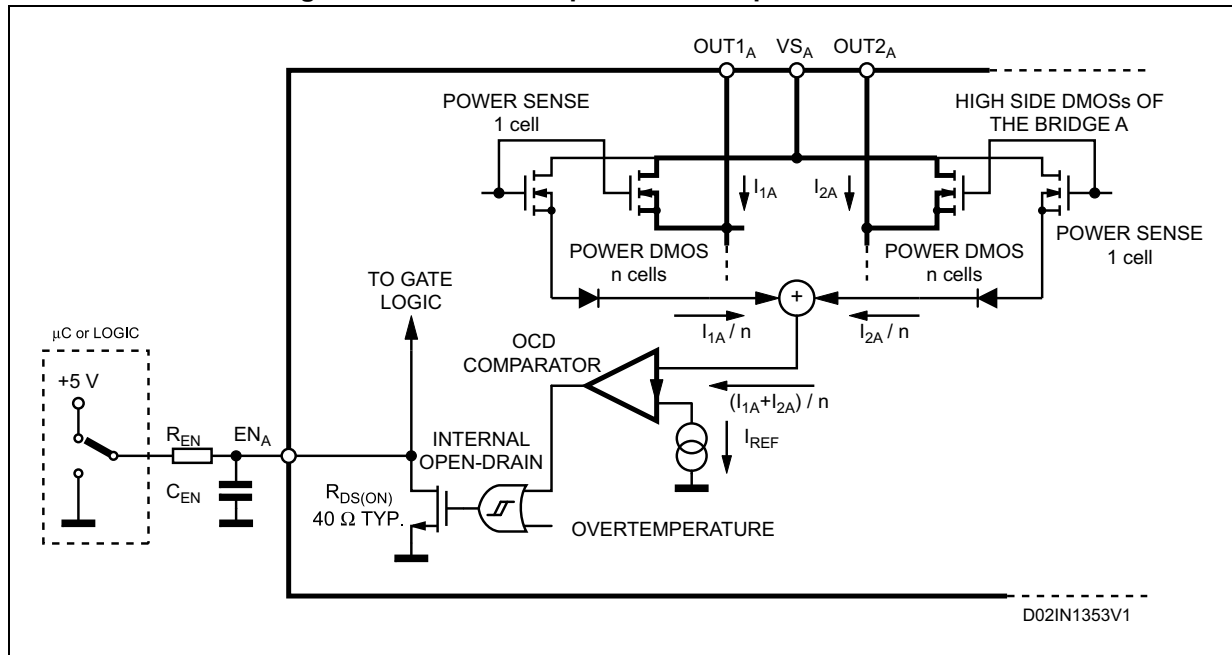 OUT1A VSA OUT2A
POWER SENSE
1 cell
HIGH SIDE DMOSs OF
THE BRIDGE A
I1A
I2A
POWER SENSE
1 cell
POWER DMOS
n cells
POWER DMOS
n cells
TO GATE
LOGIC
+
I1A / n
I2A / n
μC or LOGIC
OCD
COMPARATOR
+5 V
(I1A+I2A) / n
REN
ENA
INTERNAL
OPEN-DRAIN
IREF
CEN
RDS(ON)
40 Ω TYP.
OVERTEMPERATURE
D02IN1353V1